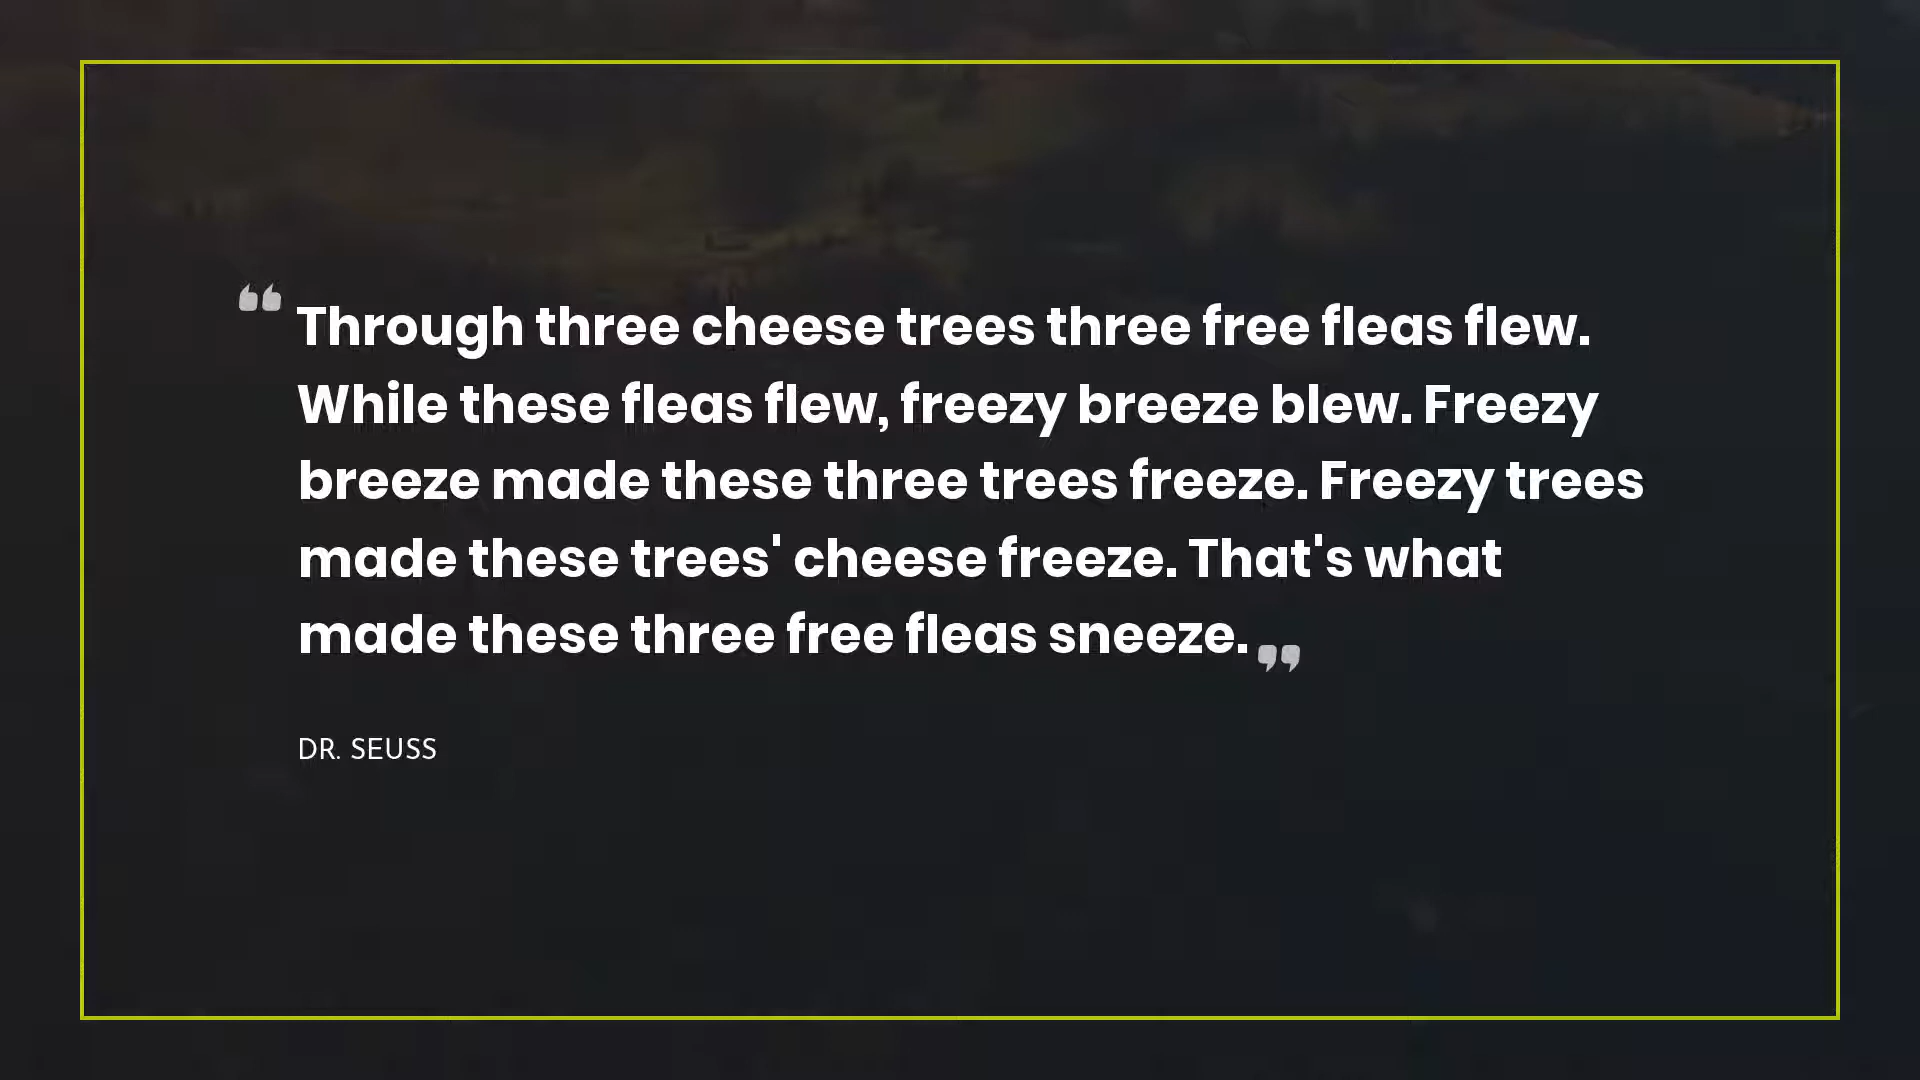 “Through three cheese trees three free fleas flew.
While these fleas flew, freezy breeze blew. Freezy
breeze made these three trees freeze. Freezy trees
made these trees' cheese freeze. That's what
made these three free fleas sneeze.”
DR. SEUSS